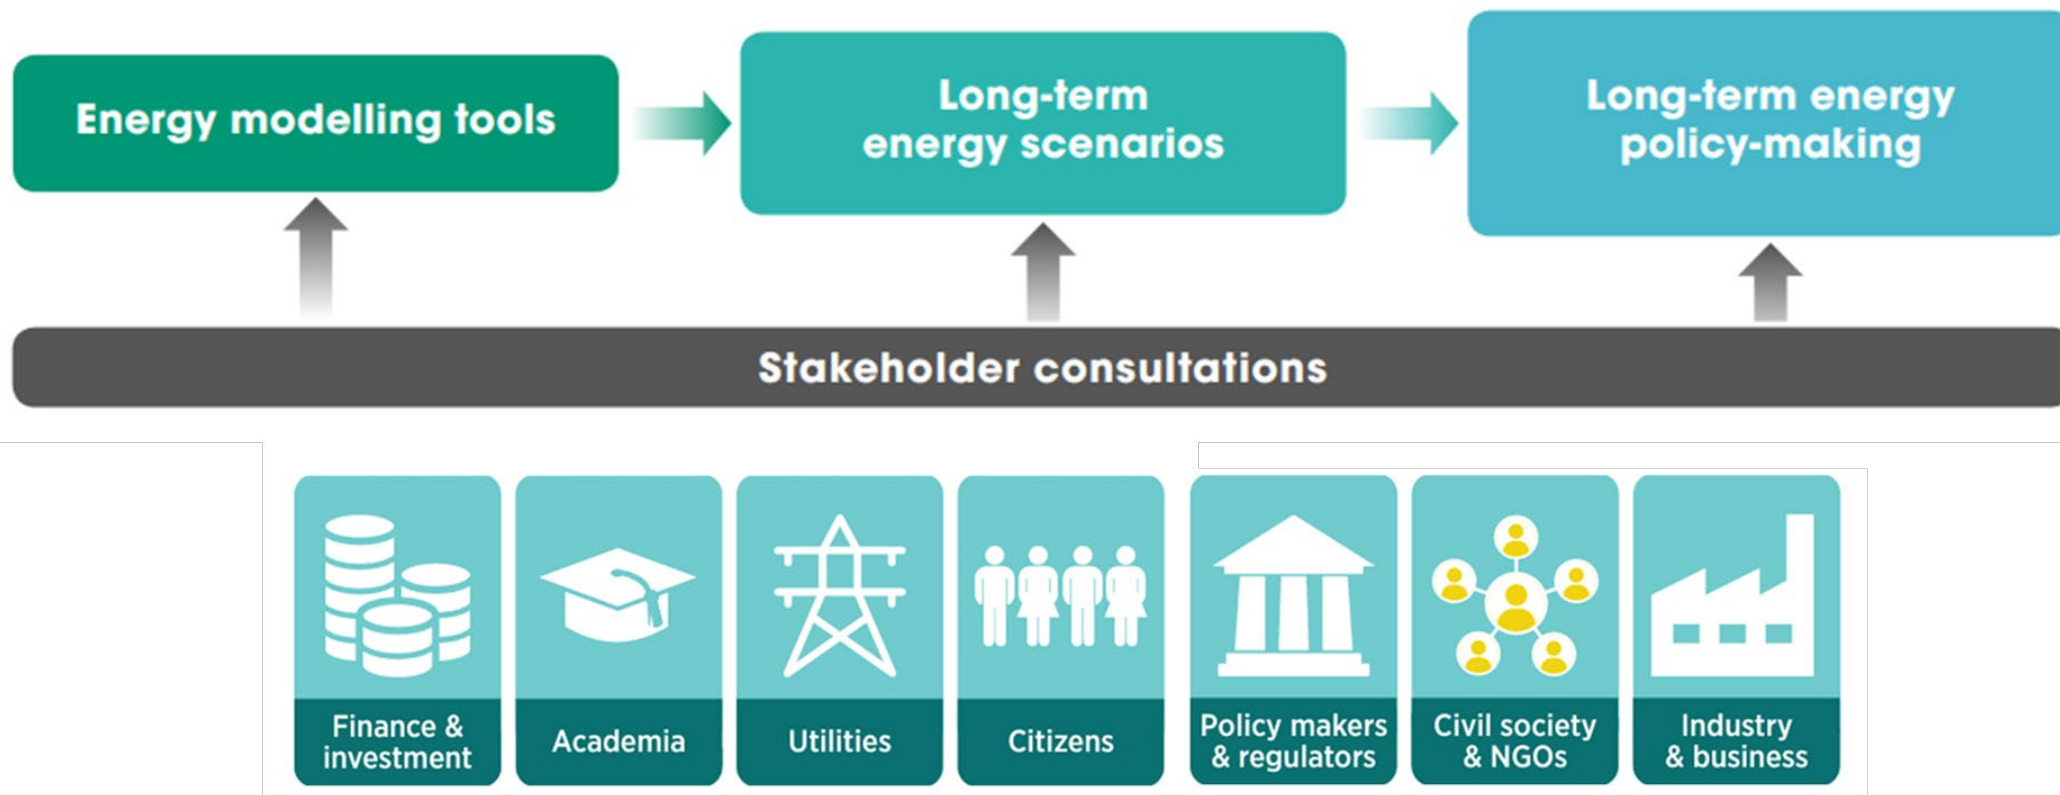 Energy modelling tools
Long-term
energy scenarios
Long-term energy
policy-making
Stakeholder consultations
Finance &
investment
Academia
Utilities
Citizens
Policy makers
& regulators
Civil society
& NGOs
Industry
& business